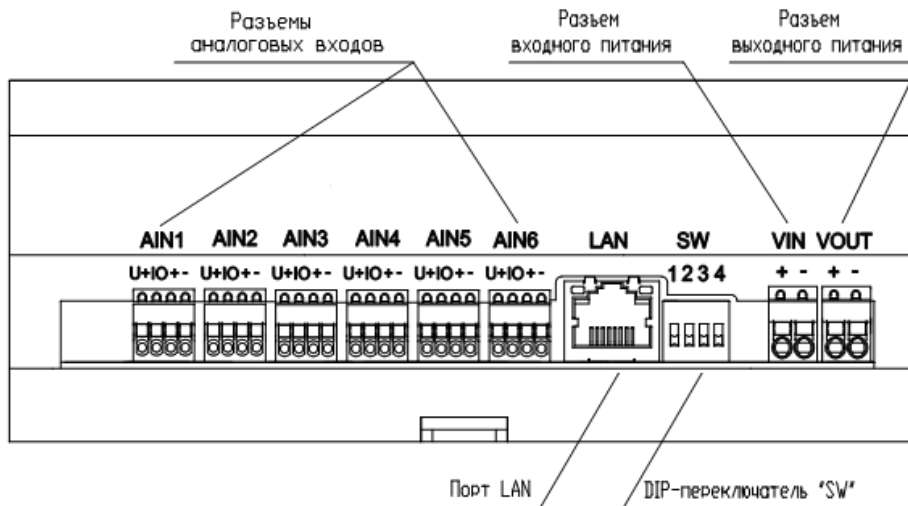 Разъемы
аналоговых входов
Разъем
входного питания
Разъем
выходного питания
AIN1 AIN2 AIN3 AIN4 AIN5 AIN6 LAN SW VIN VOUT
U+IO+- U+IO+- U+IO+- U+IO+- U+IO+- U+IO+- 1234 + - + -
Порт LAN
DIP-переключатель "SW"